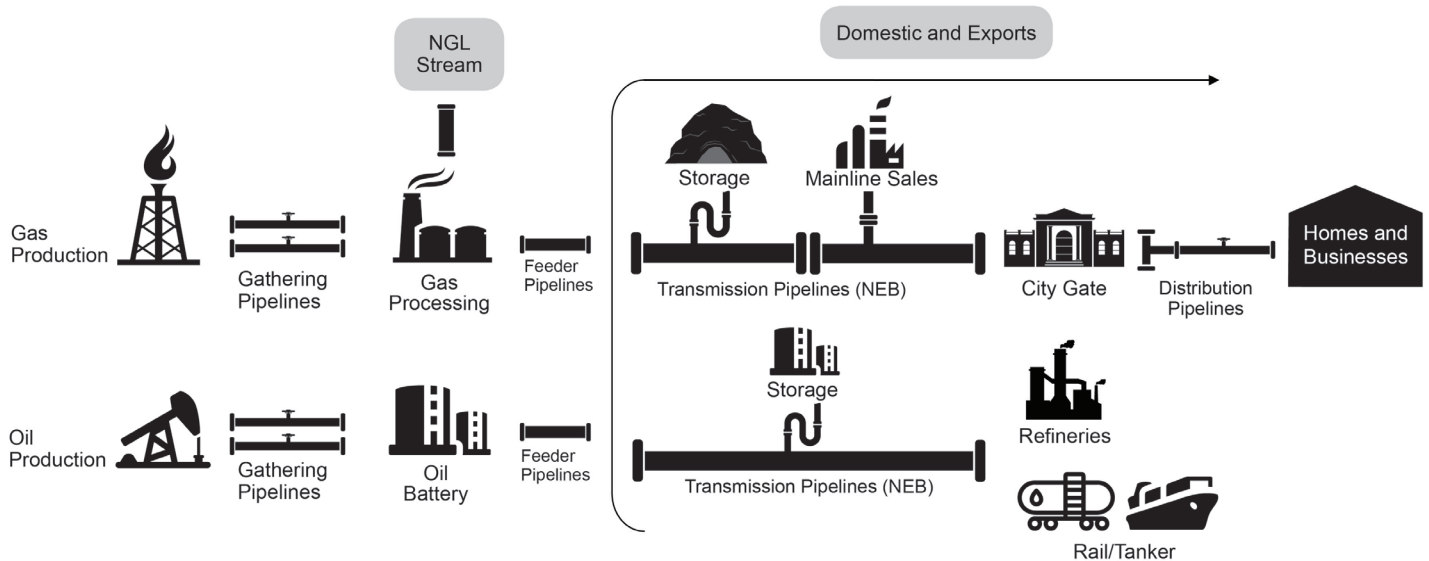 NGL
Stream
Domestic and Exports
Gas
Production
Gathering
Pipelines
Gas
Processing
Feeder
Pipelines
Storage
Mainline Sales
Transmission Pipelines (NEB)
City Gate
Distribution
Pipelines
Homes and
Businesses
Oil
Production
Gathering
Pipelines
Oil
Battery
Feeder
Pipelines
Storage
Transmission Pipelines (NEB)
Refineries
Rail/Tanker